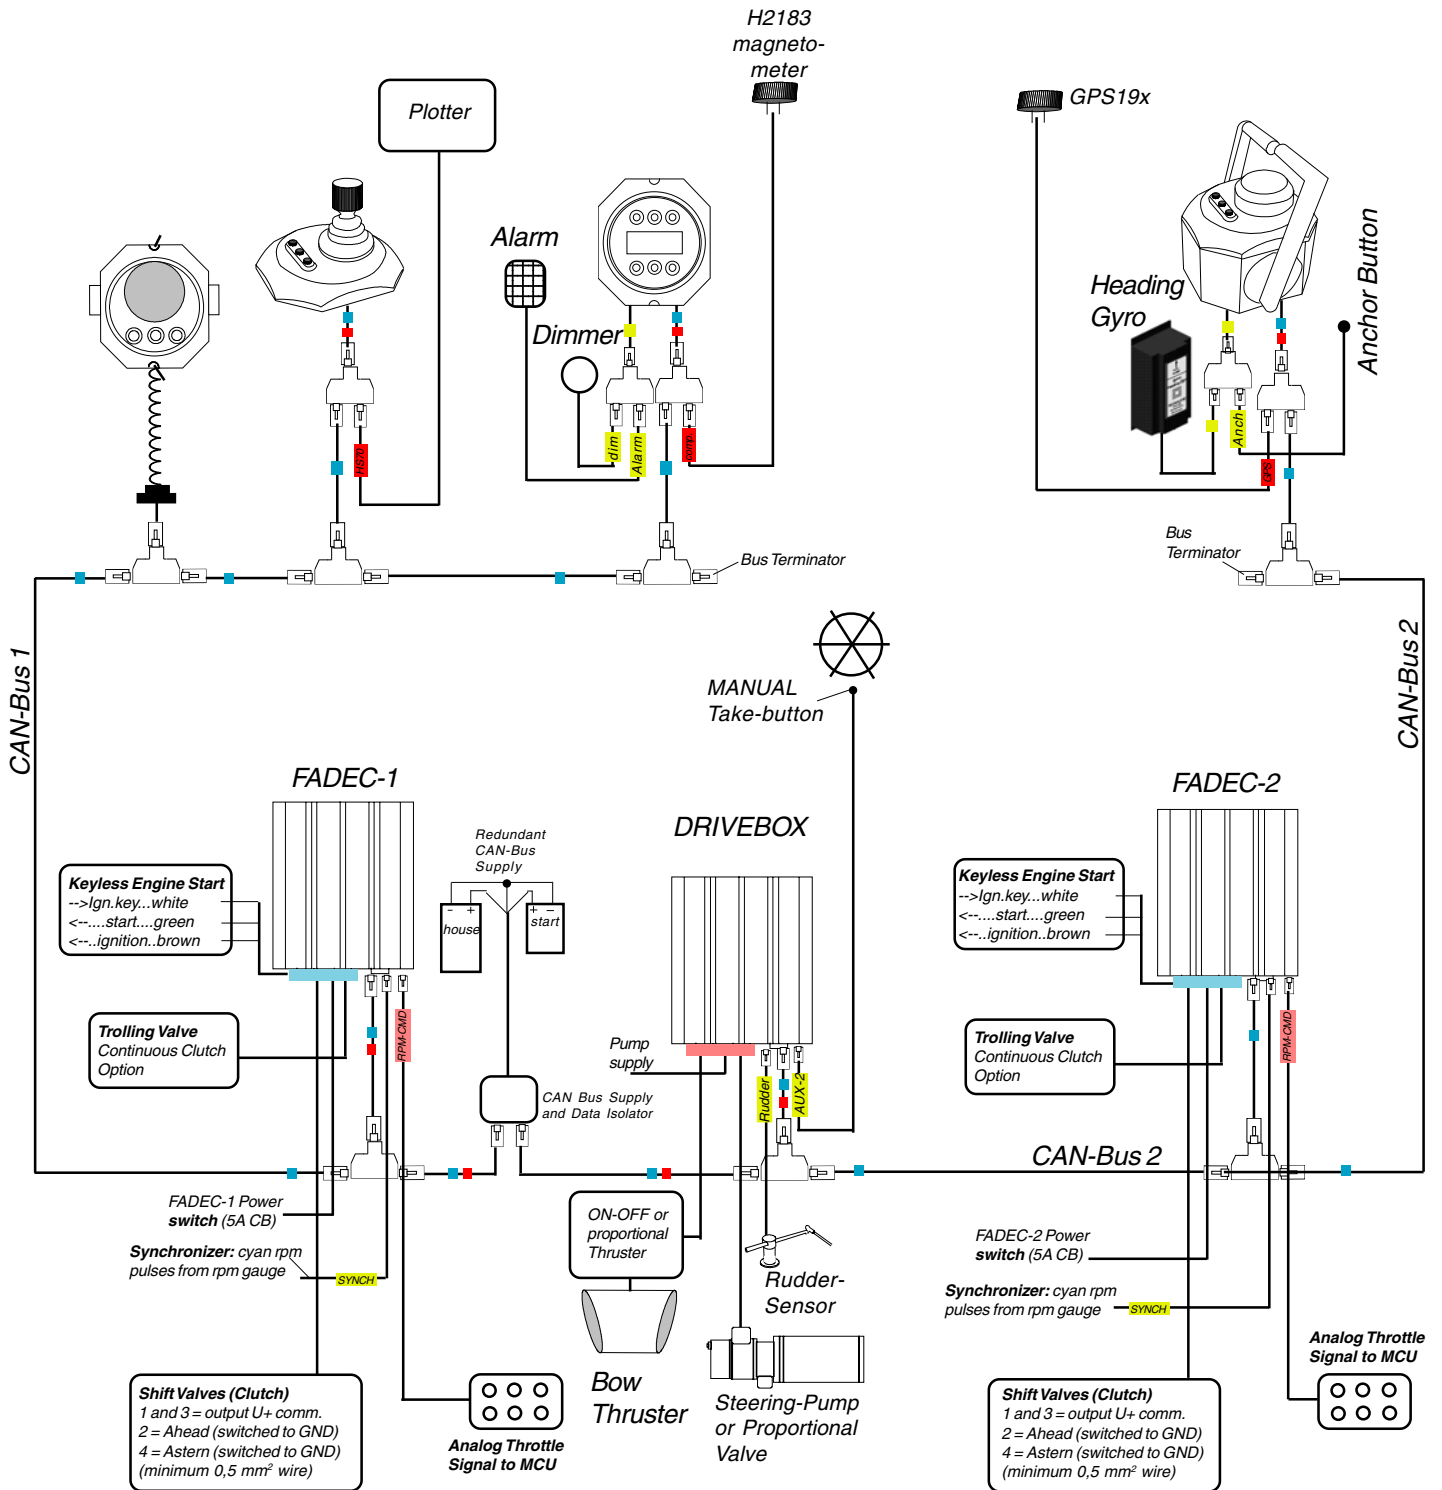 H2183
magneto-
meter
GPS19x
Plotter
Alarm
Dimmer
Heading
Gyro
Anchor Button
HS70
dim
Alarm
comp.
Anch
GPS
Bus Terminator
Bus
Terminator
CAN-Bus 1
CAN-Bus 2
MANUAL
Take-button
FADEC-1
Redundant
CAN-Bus
Supply
DRIVEBOX
FADEC-2
Keyless Engine Start
-->Ign.key...white
<--....start....green
<--..ignition..brown
- +
house
+ –
start
Keyless Engine Start
-->Ign.key...white
<--....start....green
<--..ignition..brown
Trolling Valve
Continuous Clutch
Option
RPM-CMD
Pump
supply
CAN Bus Supply
and Data Isolator
Rudder
AUX-2
Trolling Valve
Continuous Clutch
Option
RPM-CMD
CAN-Bus 2
FADEC-1 Power
switch (5A CB)
Synchronizer: cyan rpm
pulses from rpm gauge
SYNCH
ON-OFF or
proportional
Thruster
Rudder-
Sensor
FADEC-2 Power
switch (5A CB)
Synchronizer: cyan rpm
pulses from rpm gauge
SYNCH
Bow
Thruster
Steering-Pump
or Proportional
Valve
Shift Valves (Clutch)
1 and 3 = output U+ comm.
2 = Ahead (switched to GND)
4 = Astern (switched to GND)
(minimum 0,5 mm² wire)
Analog Throttle
Signal to MCU
Shift Valves (Clutch)
1 and 3 = output U+ comm.
2 = Ahead (switched to GND)
4 = Astern (switched to GND)
(minimum 0,5 mm² wire)
Analog Throttle
Signal to MCU